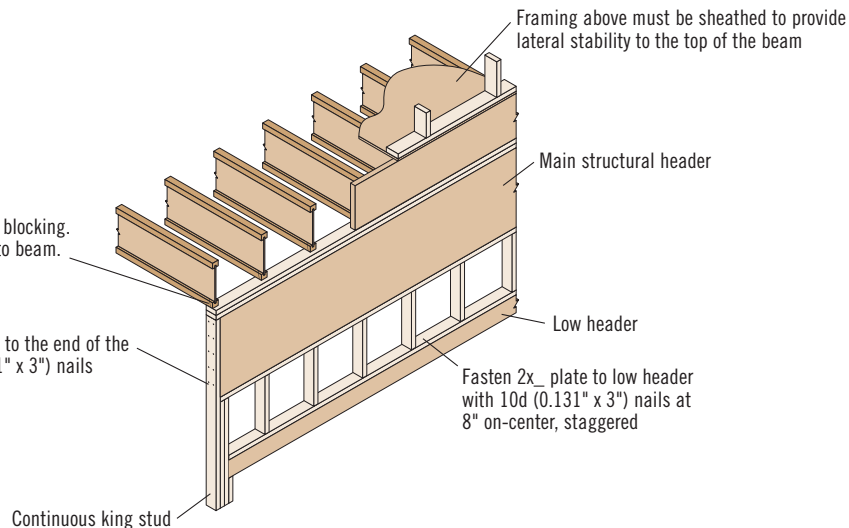 Framing above must be sheathed to provide
lateral stability to the top of the beam
Main structural header
blocking.
to beam.
to the end of the
1" x 3") nails
Low header
Fasten 2x_ plate to low header
with 10d (0.131" x 3") nails at
8" on-center, staggered
Continuous king stud